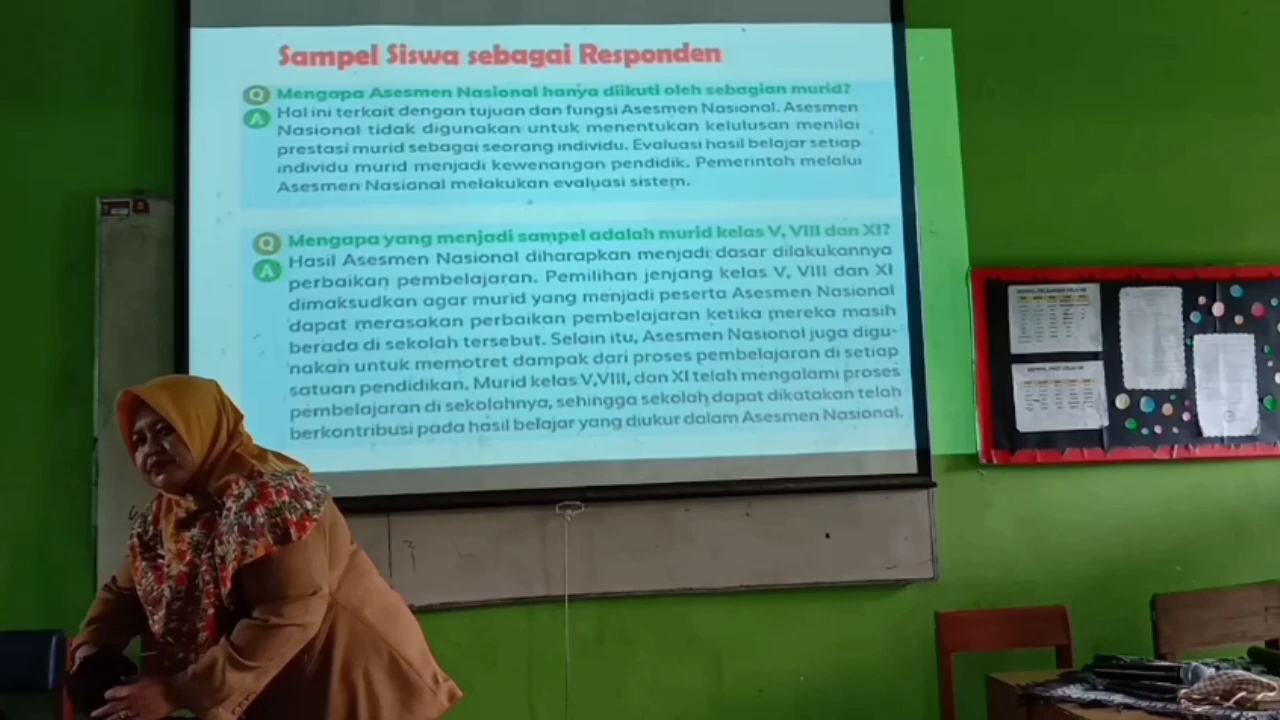 Sampel Siswa sebagai Responden
Q Mengapa Asesmen Nasional hanya diikuti oleh sebagian murid?
A Hal ini terkait dengan tujuan dan fungsi Asesmen Nasional. Asesmen
Nasional tidak digunakan untuk menentukan kelulusan menilai
prestasi murid sebagai seorang individu. Evaluasi hasil belajar setiap
individu murid menjadi kewenangan pendidik. Pemerintah melalui
Asesmen Nasional melakukan evaluasi sistem.
Q Mengapa yang menjadi sampel adalah murid kelas V, VIII dan XI?
A Hasil Asesmen Nasional diharapkan menjadi dasar dilakukannya
perbaikan pembelajaran. Pemilihan jenjang kelas V, VIII dan XI
dimaksudkan agar murid yang menjadi peserta Asesmen Nasional
dapat merasakan perbaikan pembelajaran ketika mereka masih
berada di sekolah tersebut. Selain itu, Asesmen Nasional juga digu-
nakan untuk memotret dampak dari proses pembelajaran di setiap
satuan pendidikan. Murid kelas V,VIII, dan XI telah mengalami proses
pembelajaran di sekolahnya, sehingga sekolah dapat dikatakan telah
berkontribusi pada hasil belajar yang diukur dalam Asesmen Nasional.